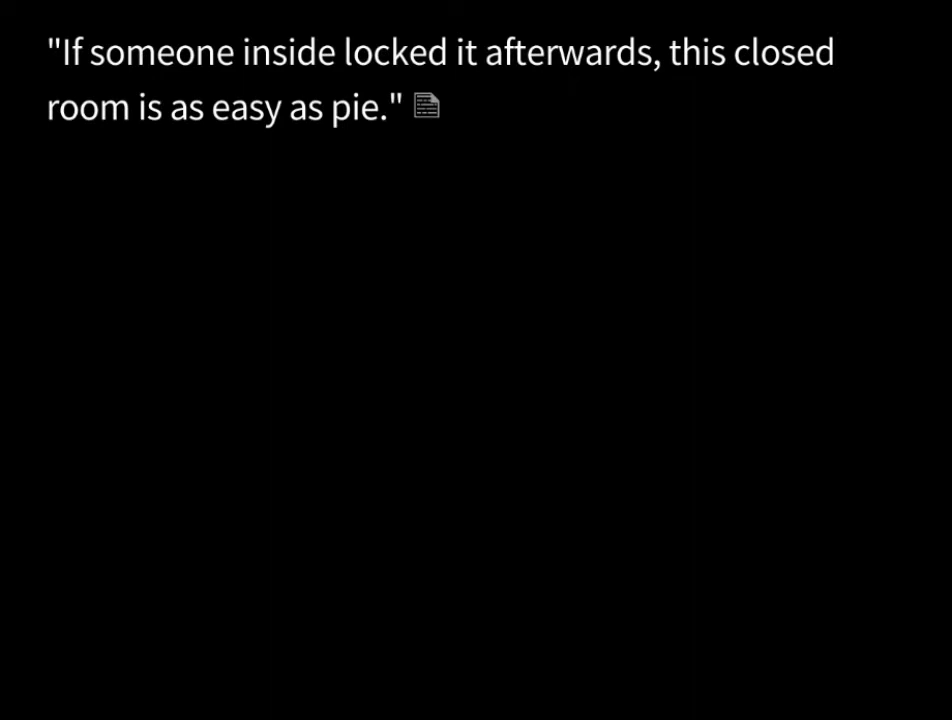 "If someone inside locked it afterwards, this closed
room is as easy as pie."